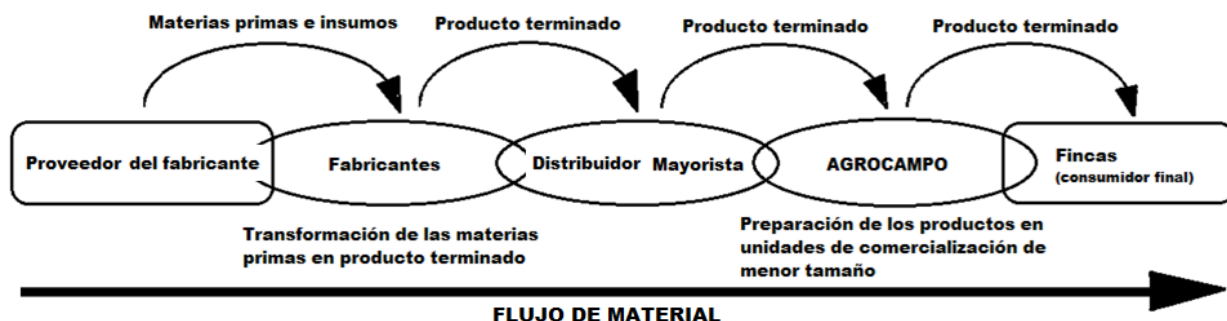 Materias primas e insumos
Producto terminado
Producto terminado
Producto terminado
Proveedor del fabricante
Fabricantes
Distribuidor Mayorista
AGROCAMPO
Fincas
(consumidor final)
Transformación de las materias
primas en producto terminado
Preparación de los productos en
unidades de comercialización de
menor tamaño
FLUJO DE MATERIAL